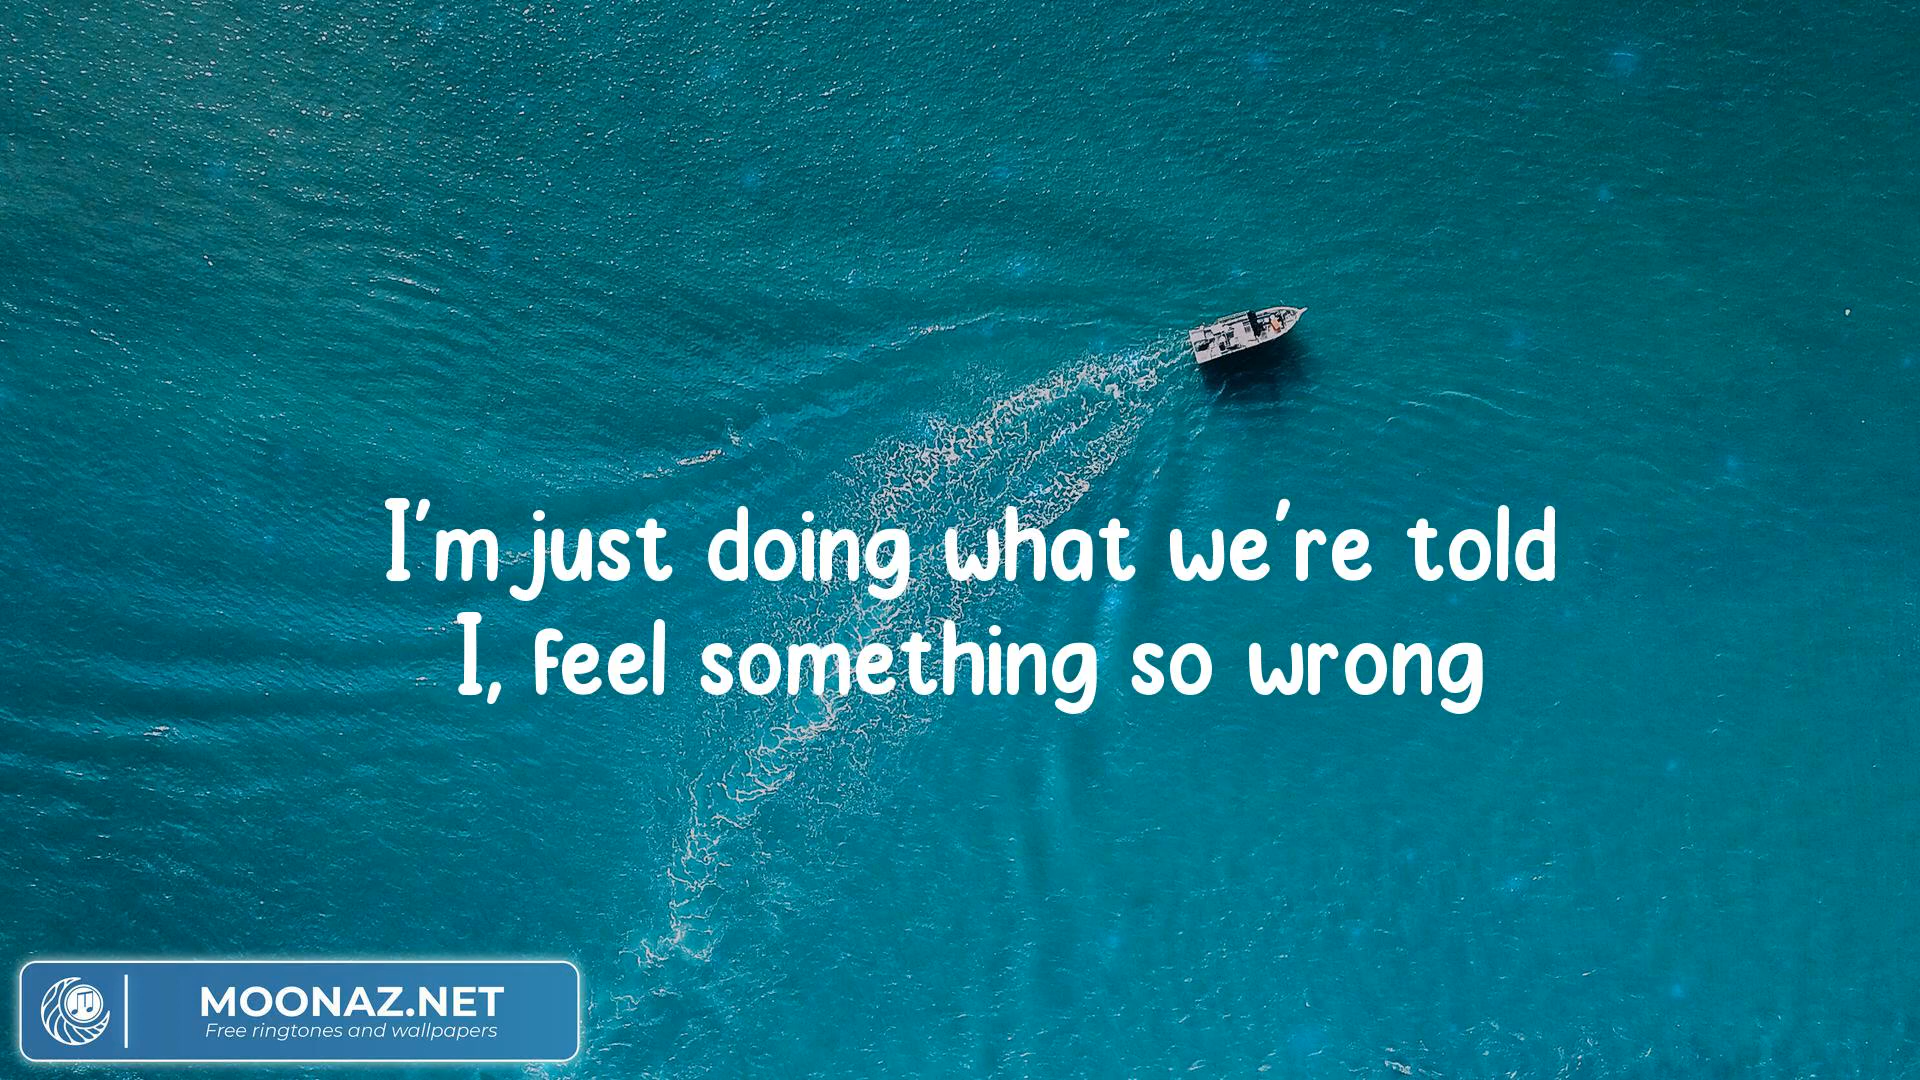 I'm just doing what we're told
I, feel something so wrong
MOONAZ.NET
Free ringtones and wallpapers